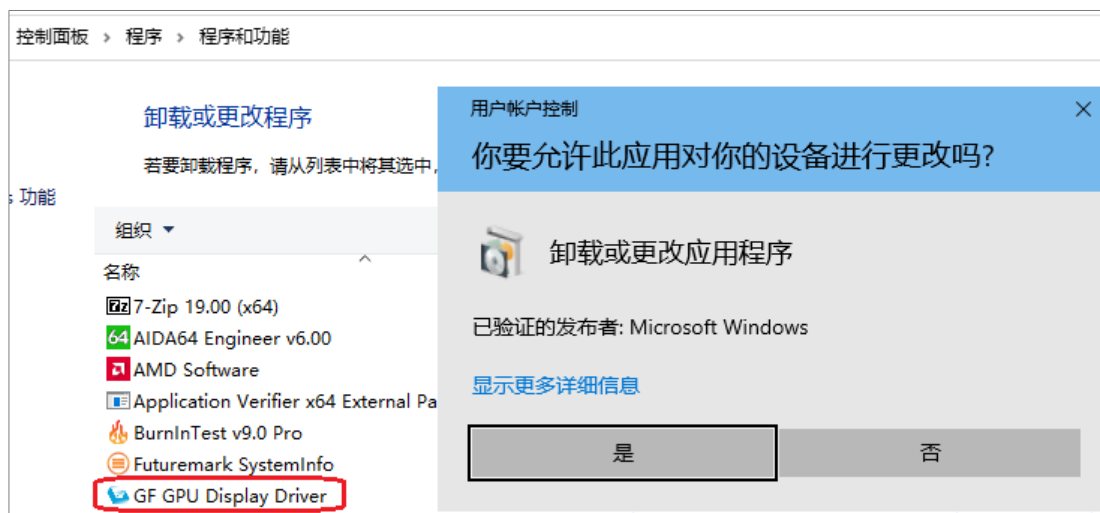 控制面板 > 程序 > 程序和功能
卸载或更改程序
若要卸载程序，请从列表中将其选中，
功能
组织
名称
7-Zip 19.00 (x64)
AIDA64 Engineer v6.00
AMD Software
Application Verifier x64 External Pa
BurnInTest v9.0 Pro
Futuremark SystemInfo
GF GPU Display Driver
用户帐户控制
你要允许此应用对你的设备进行更改吗?
卸载或更改应用程序
已验证的发布者: Microsoft Windows
显示更多详细信息
是
否